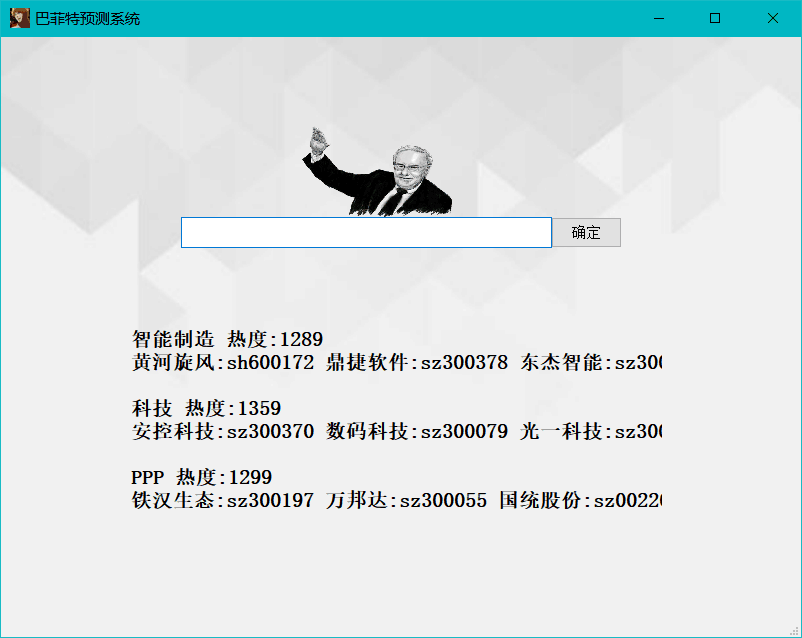 巴菲特预测系统
确定
智能制造 热度:1289
黄河旋风:sh600172 鼎捷软件:sz300378 东杰智能:sz300
科技 热度:1359
安控科技:sz300370 数码科技:sz300079 光一科技:sz300
PPP 热度:1299
铁汉生态:sz300197 万邦达:sz300055 国统股份:sz00220